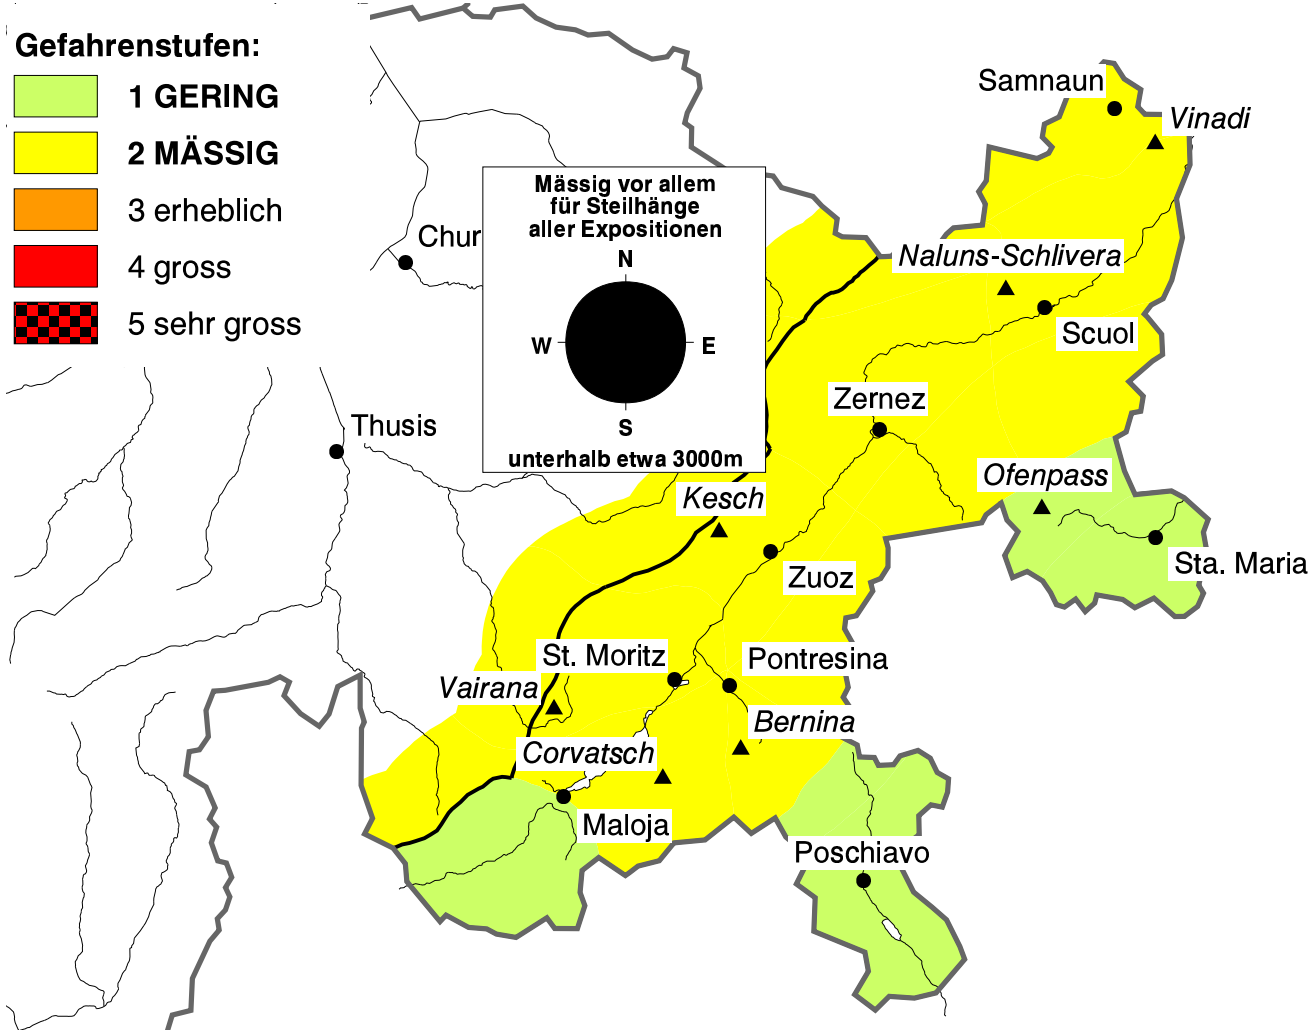 Gefahrenstufen:
1 GERING
2 MÄSSIG
3 erheblich
4 gross
5 sehr gross
Samnaun
Vinadi
Mässig vor allem
für Steilhänge
aller Expositionen
N
W
E
S
unterhalb etwa 3000m
Chur
Naluns-Schlivera
Scuol
Zernez
Thusis
Ofenpass
Kesch
Sta. Maria
Zuoz
St. Moritz
Pontresina
Vairana
Bernina
Corvatsch
Maloja
Poschiavo